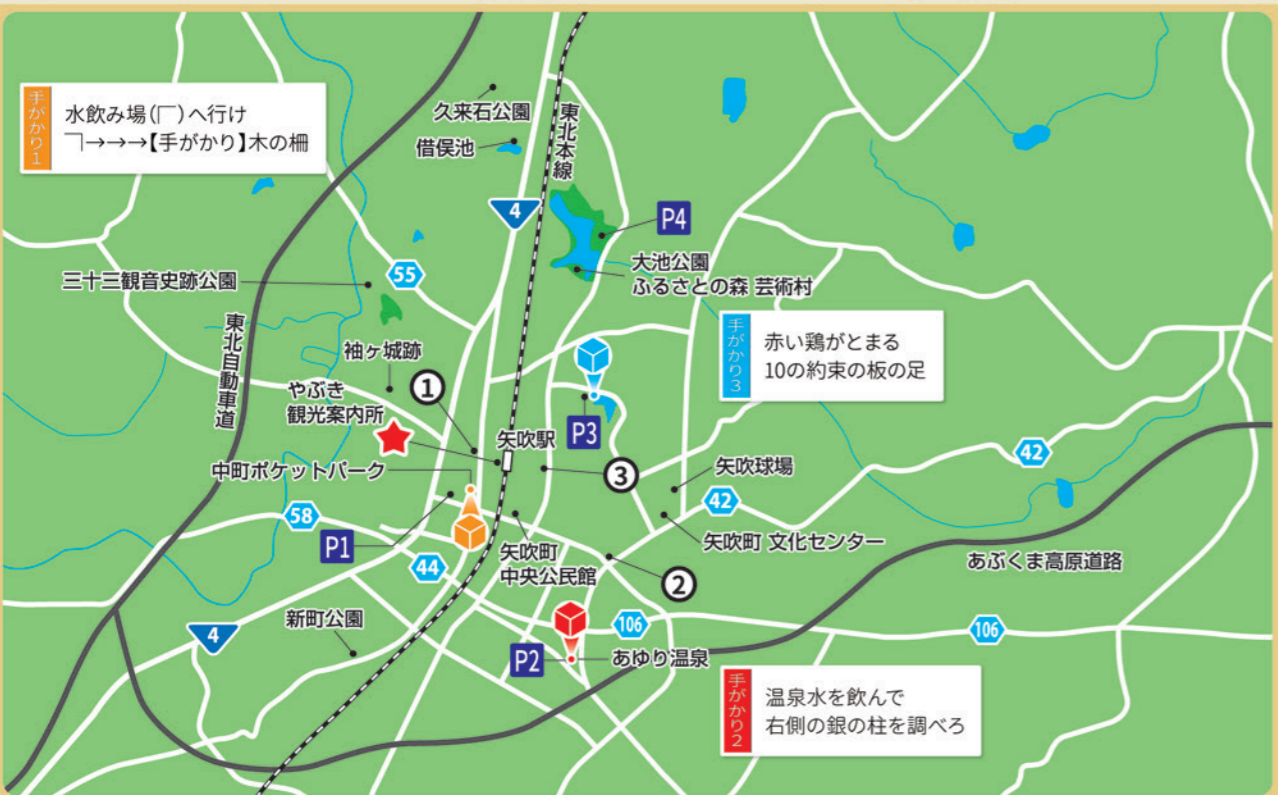 手がかり1
水飲み場(「￣)へ行け
￣」→→→【手がかり】木の柵
久来石公園
借俣池
東北本線
4
P4
大池公園
ふるさとの森 芸術村
55
三十三観音史跡公園
東北自動車道
袖ヶ城跡
手がかり3
赤い鶏がとまる
10の約束の板の足
やぶき
観光案内所
①
矢吹駅
P3
中町ポケットパーク
③
矢吹球場
42
42
58
P1
44
矢吹町
中央公民館
矢吹町 文化センター
あぶくま高原道路
②
新町公園
4
106
106
P2
あゆり温泉
手がかり2
温泉水を飲んで
右側の銀の柱を調べろ